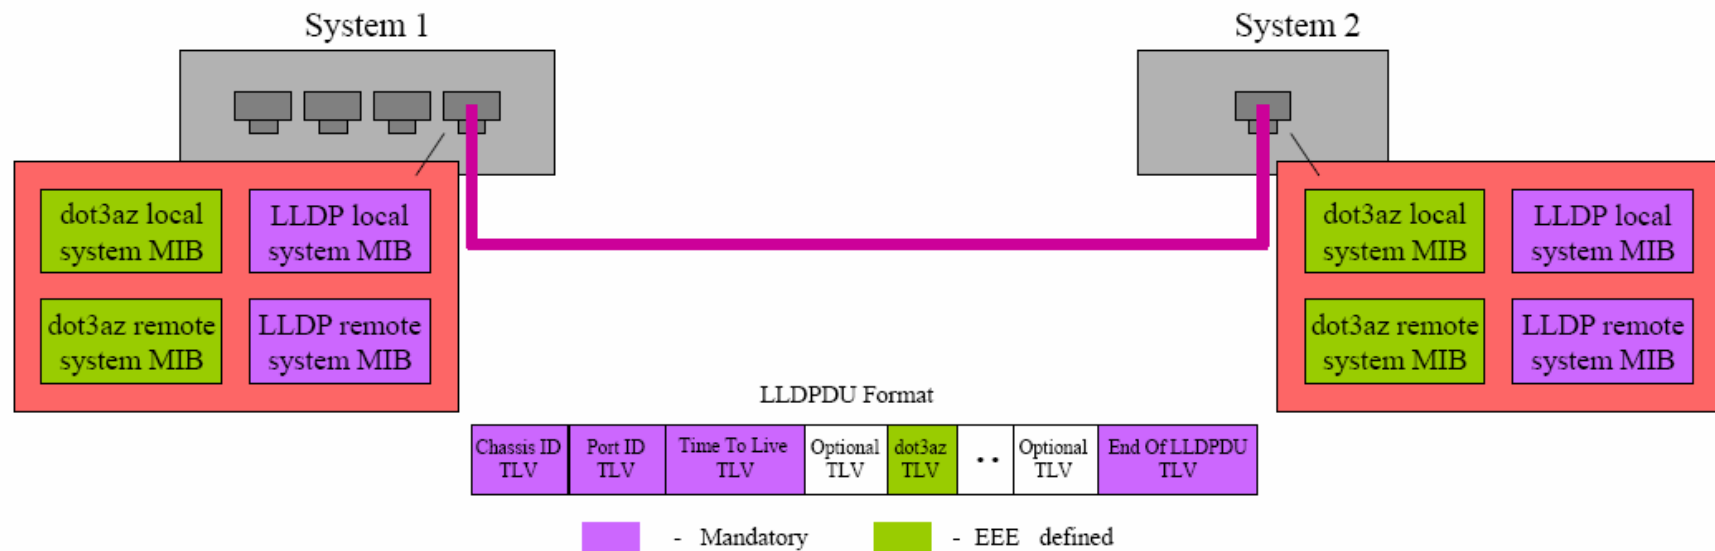 System 1
System 2
dot3az local
system MIB
LLDP local
system MIB
dot3az remote
system MIB
LLDP remote
system MIB
dot3az local
system MIB
LLDP local
system MIB
dot3az remote
system MIB
LLDP remote
system MIB
LLDPDU Format
Chassis ID
TLV
Port ID
TLV
Time To Live
TLV
Optional
TLV
dot3az
TLV
..
Optional
TLV
End Of LLDPDU
TLV
- Mandatory
- EEE defined